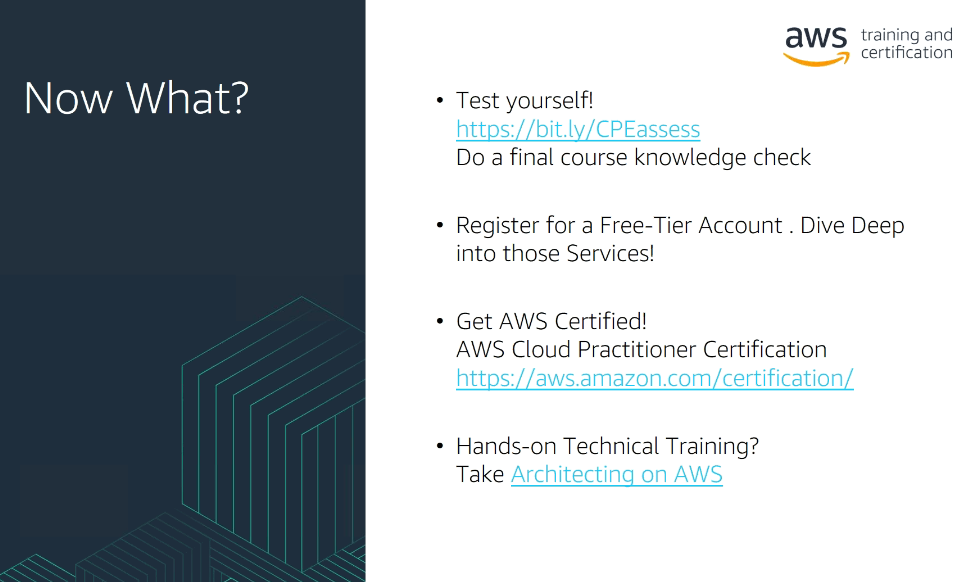 aws training and
certification
Now What?
• Test yourself!
https://bit.ly/CPEassess
Do a final course knowledge check
• Register for a Free-Tier Account . Dive Deep
into those Services!
• Get AWS Certified!
AWS Cloud Practitioner Certification
https://aws.amazon.com/certification/
• Hands-on Technical Training?
Take Architecting on AWS